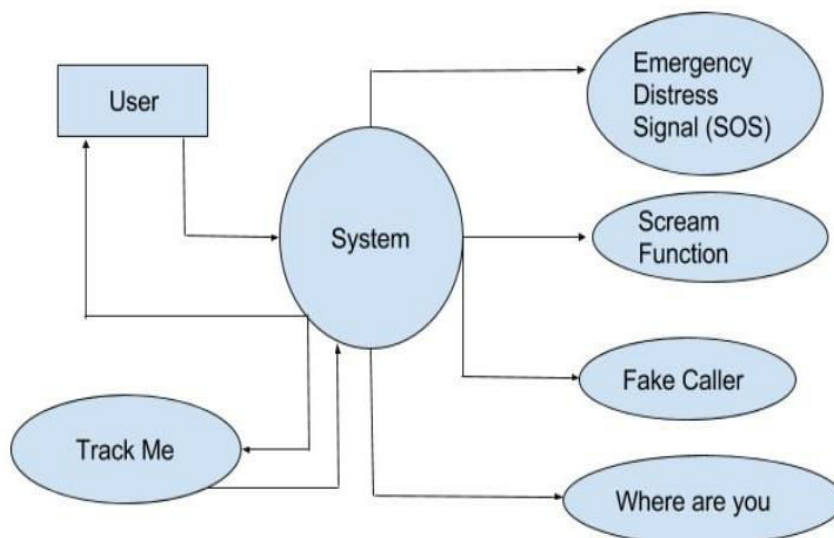 User
Emergency
Distress
Signal (SOS)
System
Scream
Function
Fake Caller
Track Me
Where are you